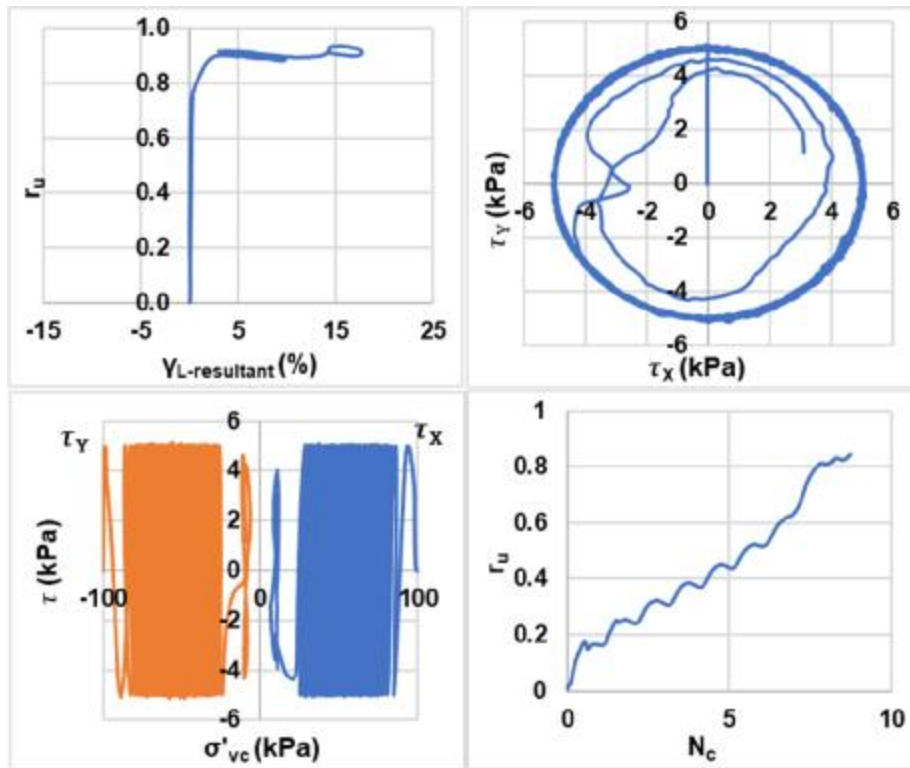 1.0
0.8
0.6
0.4
0.2
0.0
rᵤ
-15 -5 5 15 25
γL-resultant (%)
6
4
2
0
-2
-4
-6
τY (kPa)
-6 -4 -2 0 2 4 6
τX (kPa)
τY τX
6
4
2
0
-2
-4
-6
τ (kPa)
-100 0 100
σ'vc (kPa)
1
0.8
0.6
0.4
0.2
0
rᵤ
0 5 10
Nc